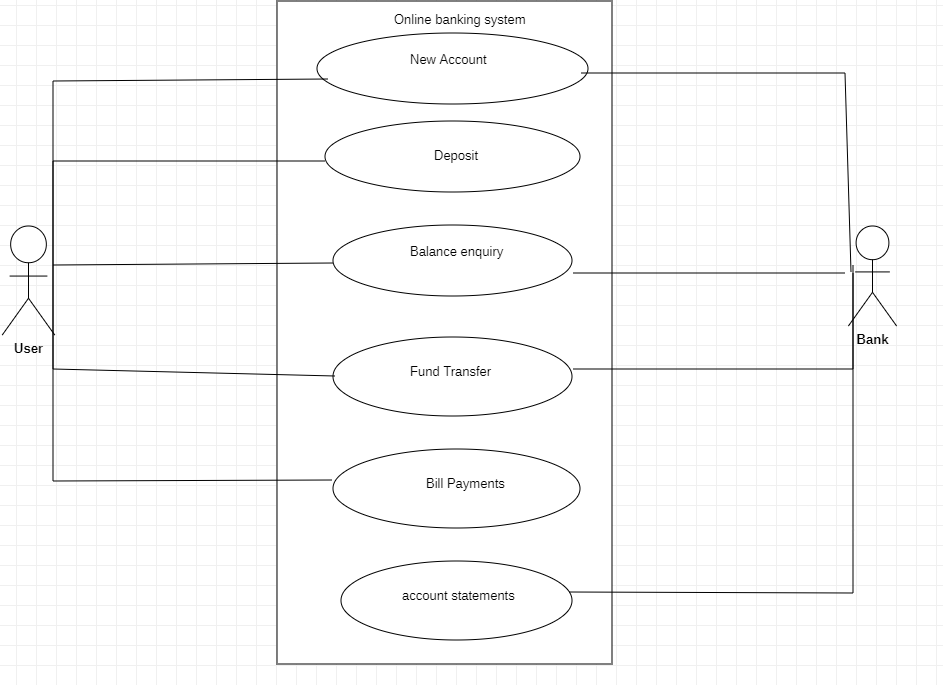 Online banking system
New Account
Deposit
Balance enquiry
Fund Transfer
Bill Payments
account statements
User
Bank